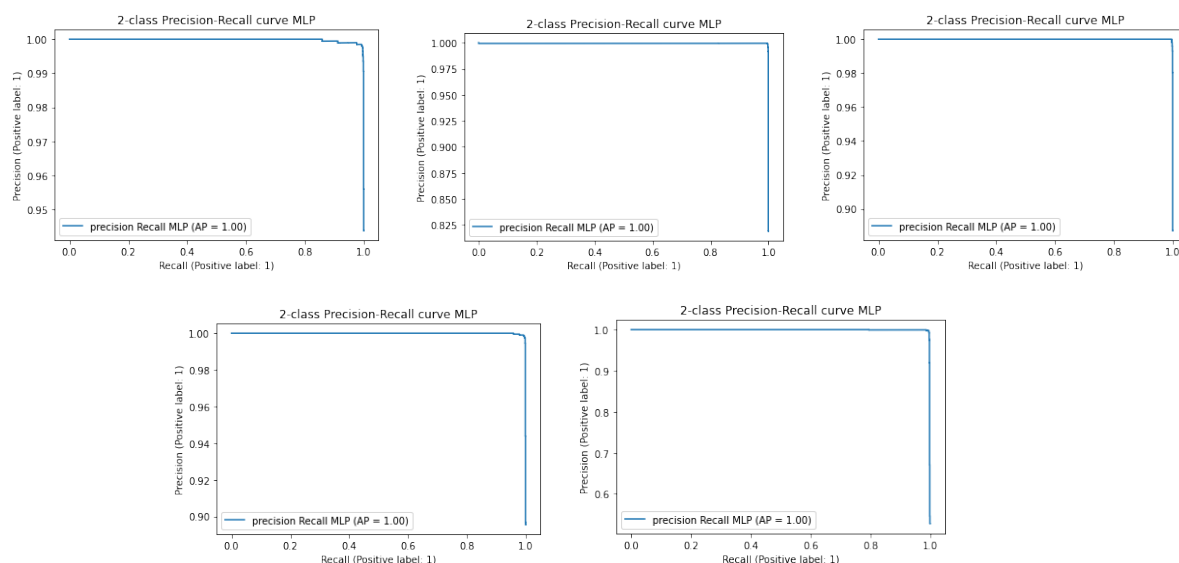 2-class Precision-Recall curve MLP
1.00
0.99
0.98
0.97
0.96
0.95
Precision (Positive label: 1)
precision Recall MLP (AP = 1.00)
0.0 0.2 0.4 0.6 0.8 1.0
Recall (Positive label: 1)
2-class Precision-Recall curve MLP
1.000
0.975
0.950
0.925
0.900
0.875
0.850
0.825
Precision (Positive label: 1)
precision Recall MLP (AP = 1.00)
0.0 0.2 0.4 0.6 0.8 1.0
Recall (Positive label: 1)
2-class Precision-Recall curve MLP
1.00
0.98
0.96
0.94
0.92
0.90
Precision (Positive label: 1)
precision Recall MLP (AP = 1.00)
0.0 0.2 0.4 0.6 0.8 1.0
Recall (Positive label: 1)
2-class Precision-Recall curve MLP
1.00
0.98
0.96
0.94
0.92
0.90
Precision (Positive label: 1)
precision Recall MLP (AP = 1.00)
0.0 0.2 0.4 0.6 0.8 1.0
Recall (Positive label: 1)
2-class Precision-Recall curve MLP
1.0
0.9
0.8
0.7
0.6
Precision (Positive label: 1)
precision Recall MLP (AP = 1.00)
0.0 0.2 0.4 0.6 0.8 1.0
Recall (Positive label: 1)